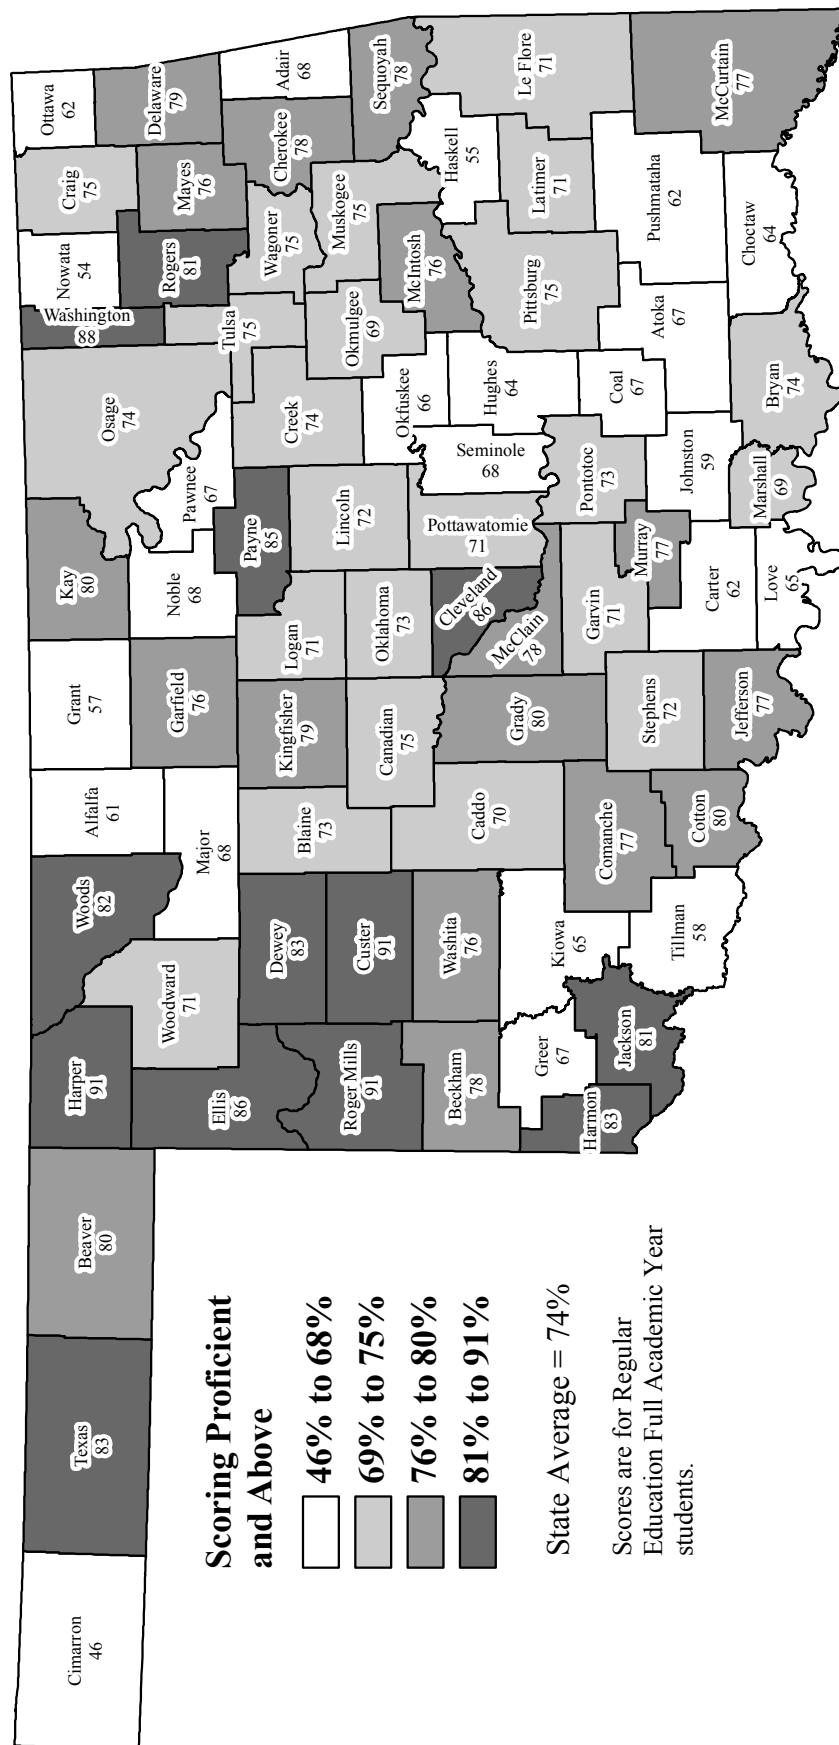 Cimarron
46
Texas
83
Beaver
80
Harper
91
Woods
82
Alfalfa
61
Grant
57
Kay
80
Osage
74
Washington
88
Nowata
54
Craig
75
Ottawa
62
Ellis
86
Woodward
71
Major
68
Garfield
76
Noble
68
Pawnee
67
Rogers
81
Mayes
76
Delaware
79
Roger Mills
91
Dewey
83
Blaine
73
Kingfisher
79
Logan
71
Payne
85
Creek
74
Tulsa
75
Wagoner
75
Cherokee
78
Adair
68
Custer
91
Canadian
75
Oklahoma
73
Lincoln
72
Okfuskee
66
Okmulgee
69
Muskogee
75
Sequoyah
78
Beckham
78
Washita
76
Caddo
70
Grady
80
Cleveland
86
McClain
78
Pottawatomie
71
Seminole
68
Hughes
64
McIntosh
76
Haskell
55
Le Flore
71
Greer
67
Kiowa
65
Comanche
77
Garvin
71
Pontotoc
73
Pittsburg
75
Latimer
71
Harmon
83
Jackson
81
Tillman
58
Cotton
80
Stephens
72
Murray
77
Johnston
59
Coal
67
Atoka
67
Pushmataha
62
McCurtain
77
Jefferson
77
Carter
62
Love
65
Marshall
69
Bryan
74
Choctaw
64
Scoring Proficient
and Above
46% to 68%
69% to 75%
76% to 80%
81% to 91%
State Average = 74%
Scores are for Regular
Education Full Academic Year
students.